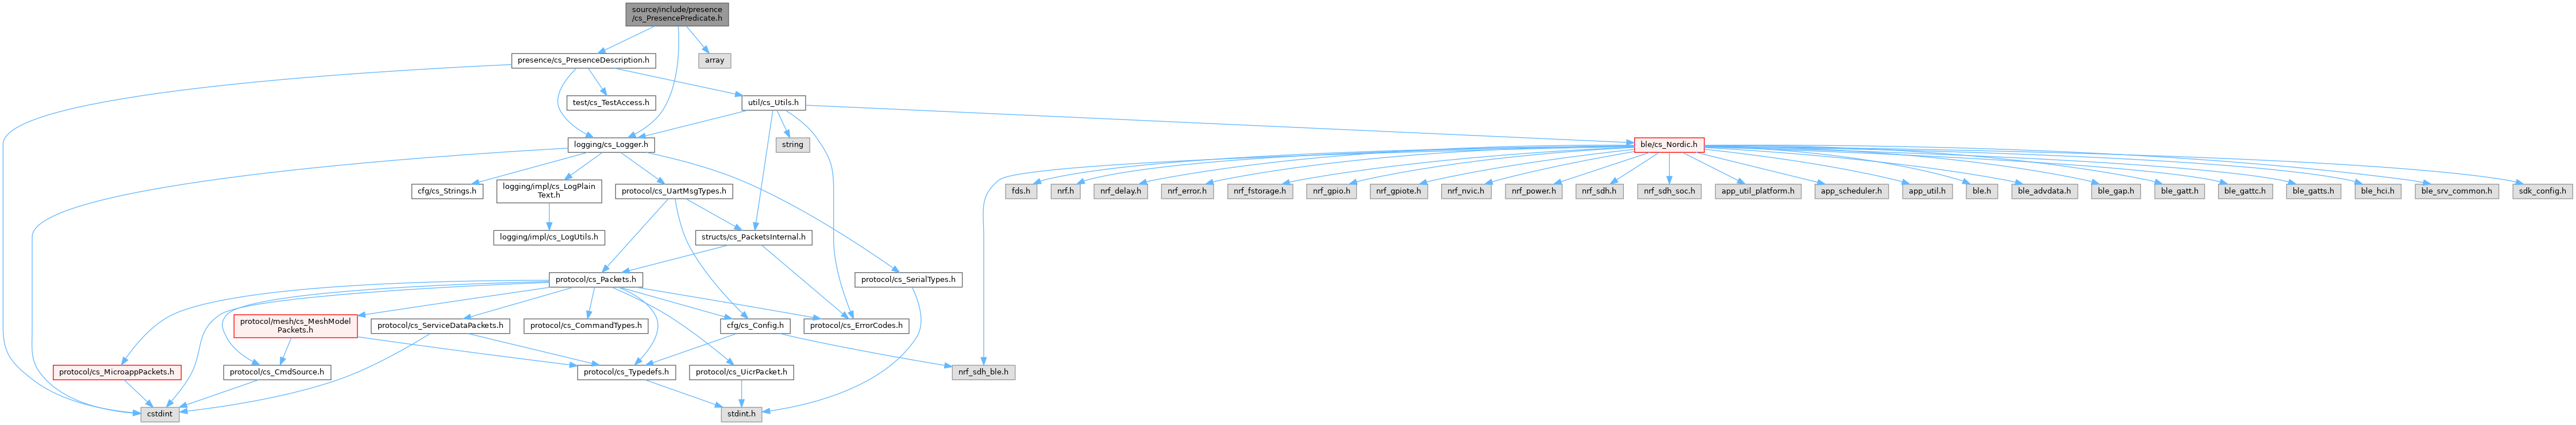 source/include/presence
/cs_PresencePredicate.h
presence/cs_PresenceDescription.h
array
test/cs_TestAccess.h
util/cs_Utils.h
logging/cs_Logger.h
string
ble/cs_Nordic.h
cfg/cs_Strings.h
logging/impl/cs_LogPlain
Text.h
protocol/cs_UartMsgTypes.h
fds.h
nrf.h
nrf_delay.h
nrf_error.h
nrf_fstorage.h
nrf_gpio.h
nrf_gpiote.h
nrf_nvic.h
nrf_power.h
nrf_sdh.h
nrf_sdh_soc.h
app_util_platform.h
app_scheduler.h
app_util.h
ble.h
ble_advdata.h
ble_gap.h
ble_gatt.h
ble_gattc.h
ble_gatts.h
ble_hci.h
ble_srv_common.h
sdk_config.h
logging/impl/cs_LogUtils.h
structs/cs_PacketsInternal.h
protocol/cs_Packets.h
protocol/cs_SerialTypes.h
protocol/mesh/cs_MeshModel
Packets.h
protocol/cs_ServiceDataPackets.h
protocol/cs_CommandTypes.h
cfg/cs_Config.h
protocol/cs_ErrorCodes.h
protocol/cs_MicroappPackets.h
protocol/cs_CmdSource.h
protocol/cs_Typedefs.h
protocol/cs_UicrPacket.h
nrf_sdh_ble.h
cstdint
stdint.h